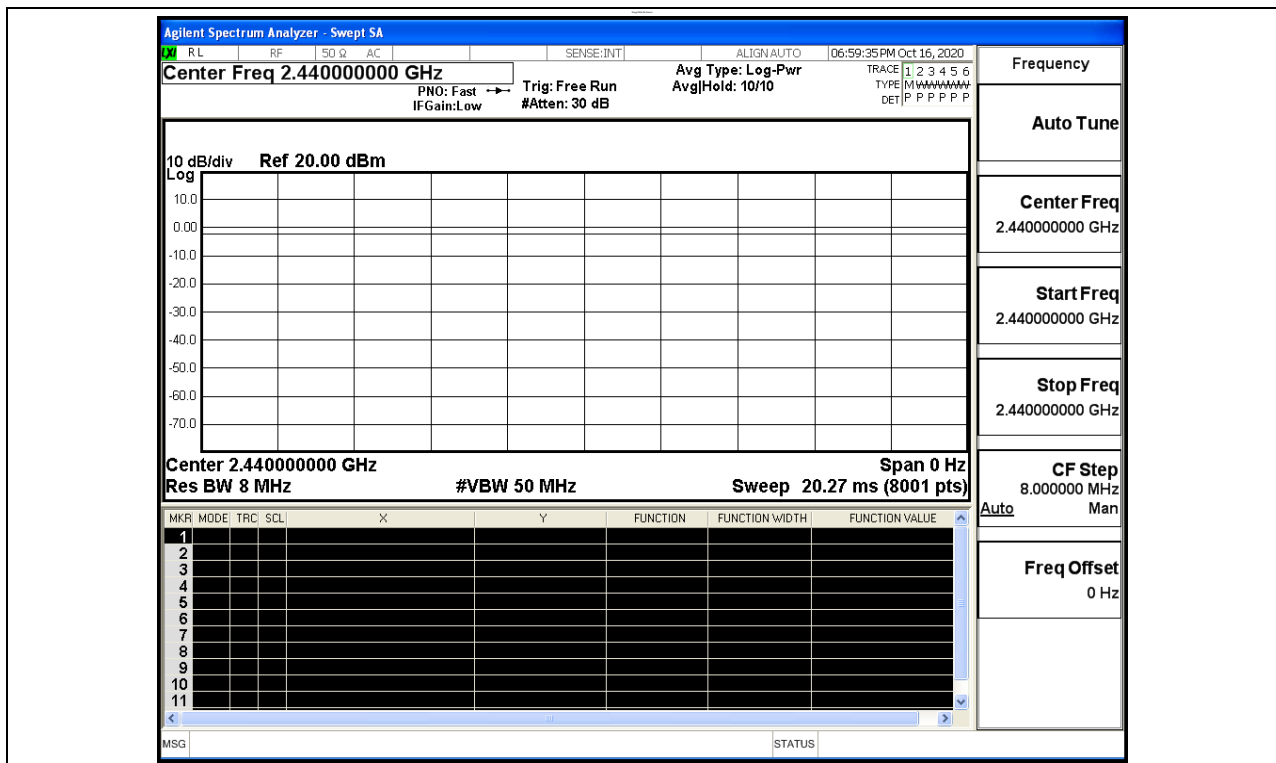 Agilent Spectrum Analyzer - Swept SA
LXI RL RF 50 Ω AC SENSE:INT ALIGN AUTO 06:59:35 PM Oct 16, 2020
Center Freq 2.440000000 GHz
PNO: Fast
IFGain:Low
Trig: Free Run
#Atten: 30 dB
Avg Type: Log-Pwr
Avg|Hold: 10/10
TRACE 1 2 3 4 5 6
TYPE M W W W W W
DET P P P P P P
10 dB/div Ref 20.00 dBm
Log
10.0
0.00
-10.0
-20.0
-30.0
-40.0
-50.0
-60.0
-70.0
Center 2.440000000 GHz Span 0 Hz
Res BW 8 MHz #VBW 50 MHz Sweep 20.27 ms (8001 pts)
MKR MODE TRC SCL X Y FUNCTION FUNCTION WIDTH FUNCTION VALUE
1
2
3
4
5
6
7
8
9
10
11
MSG STATUS
Frequency
Auto Tune
Center Freq
2.440000000 GHz
Start Freq
2.440000000 GHz
Stop Freq
2.440000000 GHz
CF Step
8.000000 MHz
Auto Man
Freq Offset
0 Hz